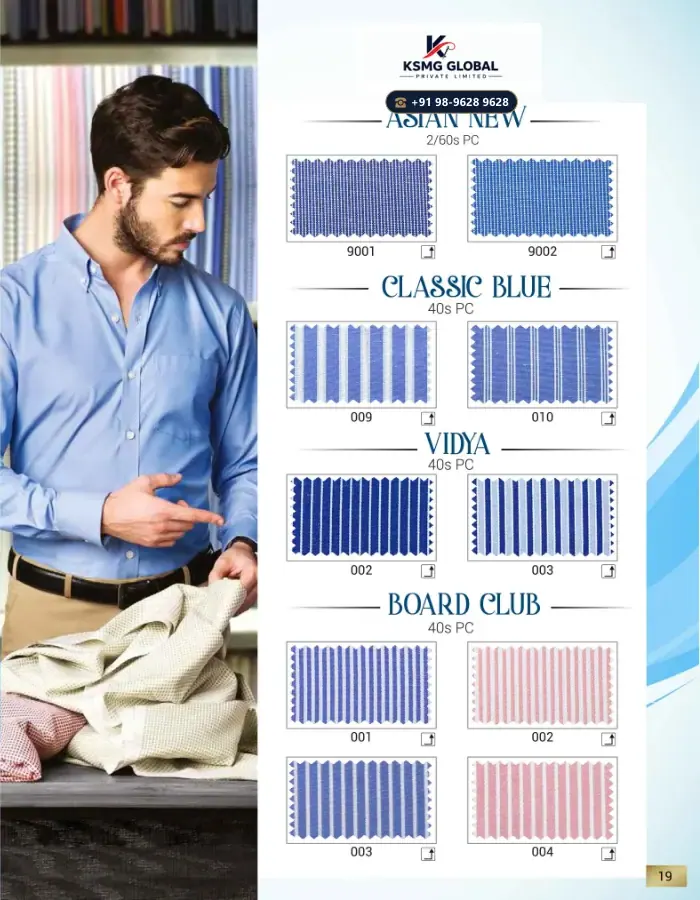 KSMG GLOBAL
PRIVATE LIMITED
+91 98-9628 9628
ASIAN NEW
2/60s PC
9001
9002
CLASSIC BLUE
40s PC
009
010
VIDYA
40s PC
002
003
BOARD CLUB
40s PC
001
002
003
004
19